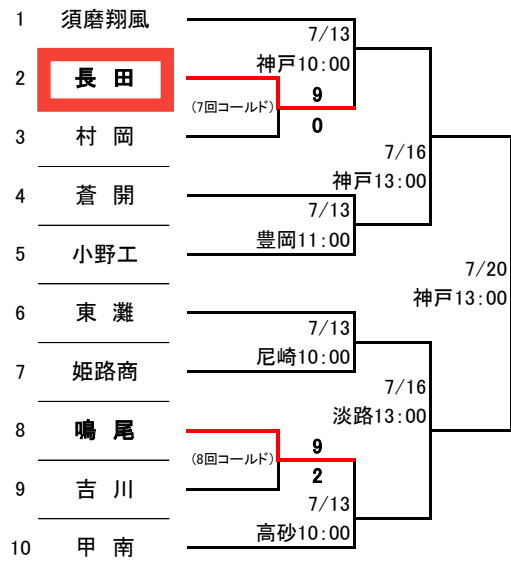 1 須磨翔風
7/13
神戸10:00
2 長 田
9
(7回コールド)
0
3 村 岡
7/16
神戸13:00
4 蒼 開
7/13
豊岡11:00
5 小野工
7/20
神戸13:00
6 東 灘
7/13
尼崎10:00
7 姫路商
7/16
淡路13:00
8 鳴 尾
9
(8回コールド)
2
9 吉 川
7/13
高砂10:00
10 甲 南